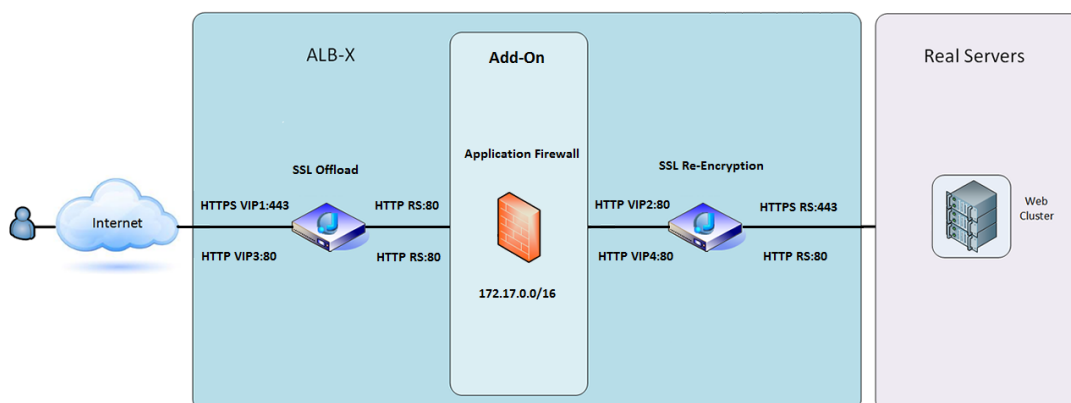 ALB-X
Add-On
Real Servers
Application Firewall
SSL Offload
SSL Re-Encryption
HTTPS VIP1:443
HTTP RS:80
HTTP VIP2:80
HTTPS RS:443
Internet
Web
Cluster
HTTP VIP3:80
HTTP RS:80
HTTP VIP4:80
HTTP RS:80
172.17.0.0/16